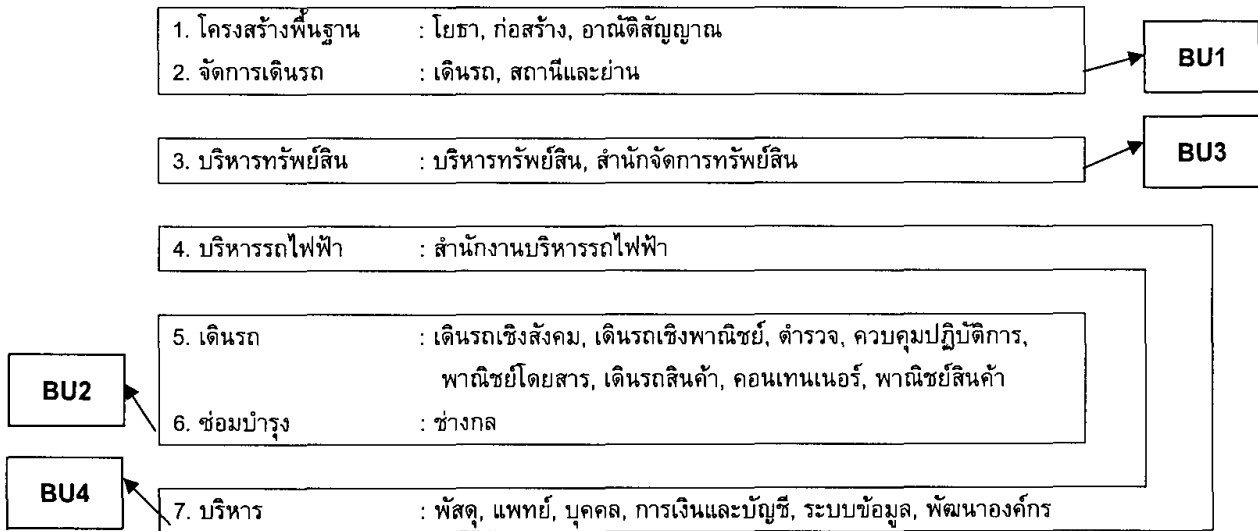 1. โครงสร้างพื้นฐาน : โยธา, ก่อสร้าง, อาณัติสัญญาณ
2. จัดการเดินรถ : เดินรถ, สถานีและย่าน
BU1
3. บริหารทรัพย์สิน : บริหารทรัพย์สิน, สำนักจัดการทรัพย์สิน
BU3
4. บริหารรถไฟฟ้า : สำนักงานบริหารรถไฟฟ้า
5. เดินรถ : เดินรถเชิงสังคม, เดินรถเชิงพาณิชย์, ตำรวจ, ควบคุมปฏิบัติการ,
พาณิชย์โดยสาร, เดินรถสินค้า, คอนเทนเนอร์, พาณิชย์สินค้า
BU2
6. ซ่อมบำรุง : ช่างกล
BU4
7. บริหาร : พัสดุ, แพทย์, บุคคล, การเงินและบัญชี, ระบบข้อมูล, พัฒนาองค์กร